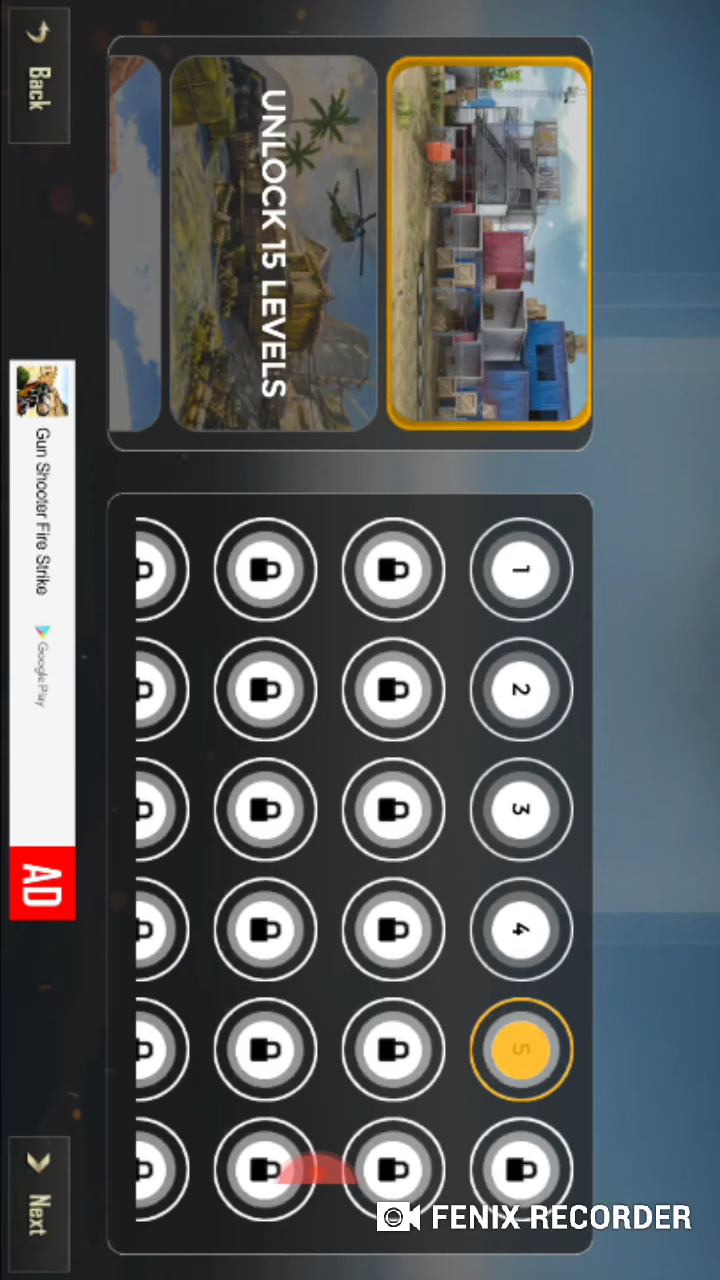 UNLOCK 15 LEVELS
1
2
3
4
5
Back
Gun Shooter Fire Strike
Google Play
AD
Next
FENIX RECORDER